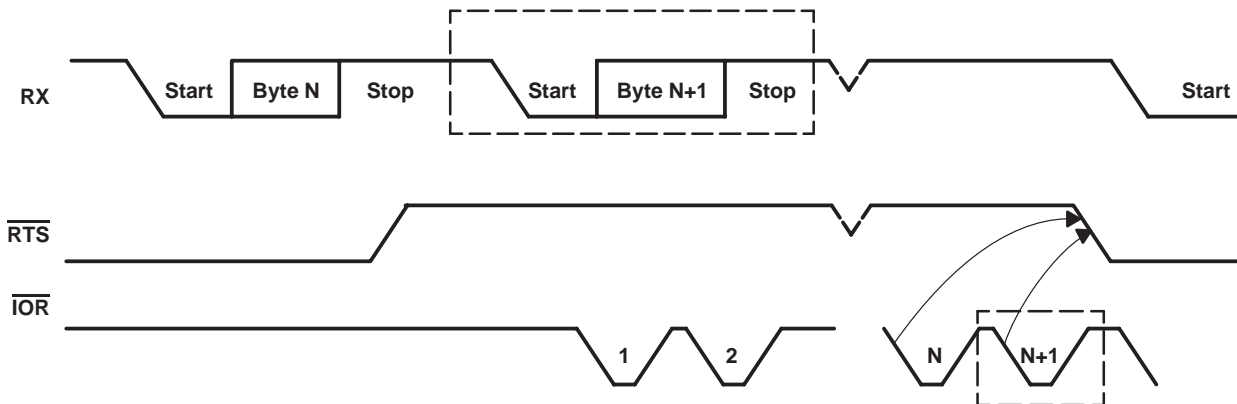 RX Start Byte N Stop Start Byte N+1 Stop Start
RTS
IOR
1 2 N N+1